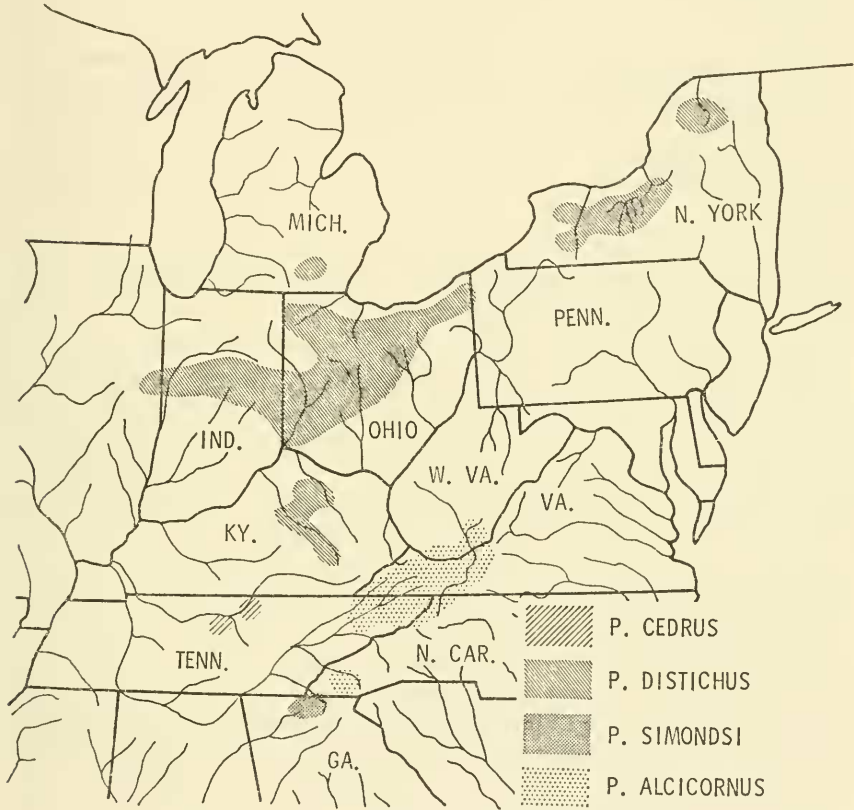 MICH.
N. YORK
PENN.
IND.
OHIO
W. VA.
VA.
KY.
TENN.
N. CAR.
GA.
P. CEDRUS
P. DISTICHUS
P. SIMONDSI
P. ALCICORNUS